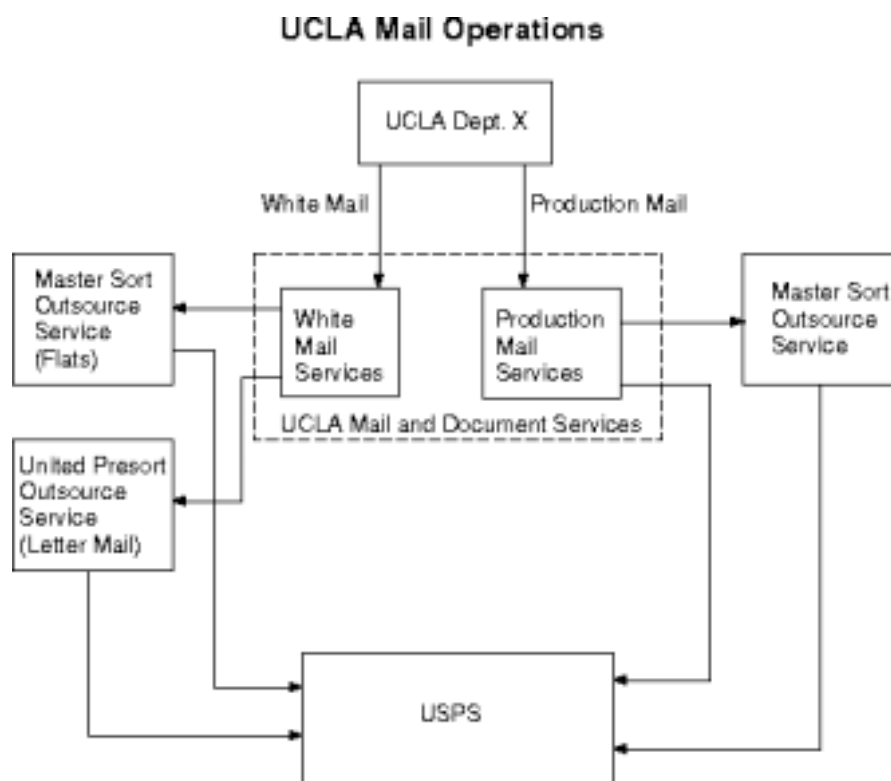 UCLA Mail Operations
UCLA Dept. X
White Mail
Production Mail
Master Sort
Outsource
Service
(Flats)
White
Mail
Services
Production
Mail
Services
Master Sort
Outsource
Service
UCLA Mail and Document Services
United Presort
Outsource
Service
(Letter Mail)
USPS